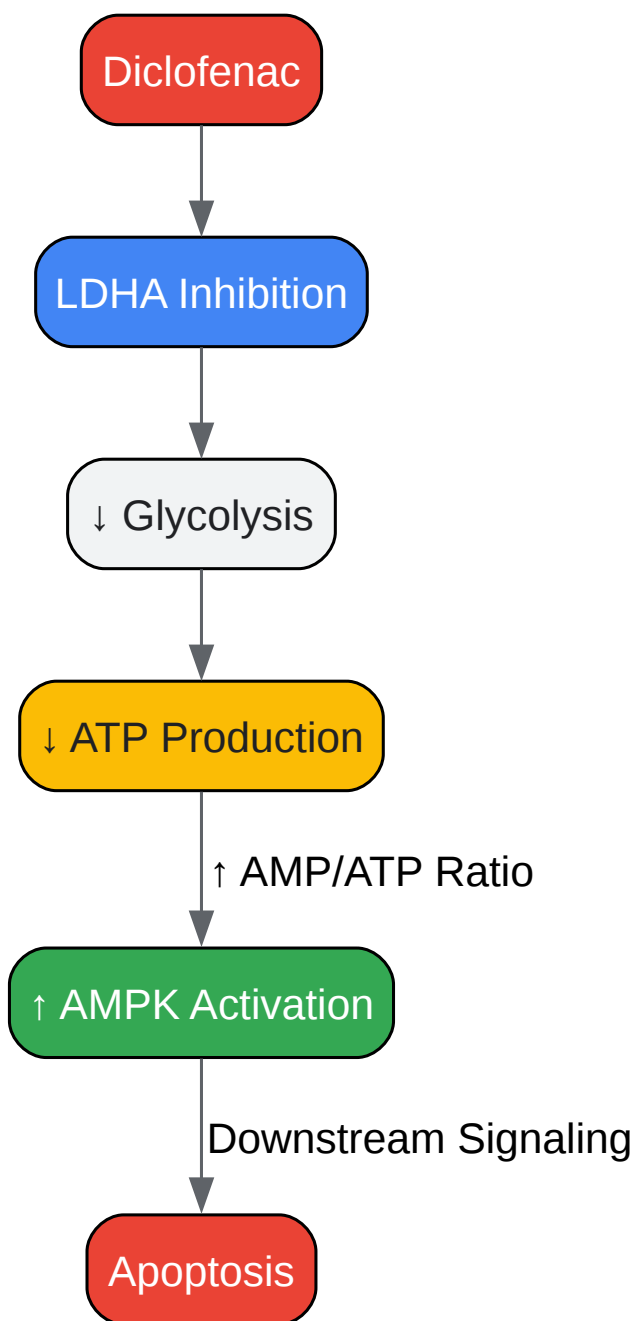 Diclofenac
LDHA Inhibition
↓ Glycolysis
↓ ATP Production
↑ AMP/ATP Ratio
↑ AMPK Activation
Downstream Signaling
Apoptosis